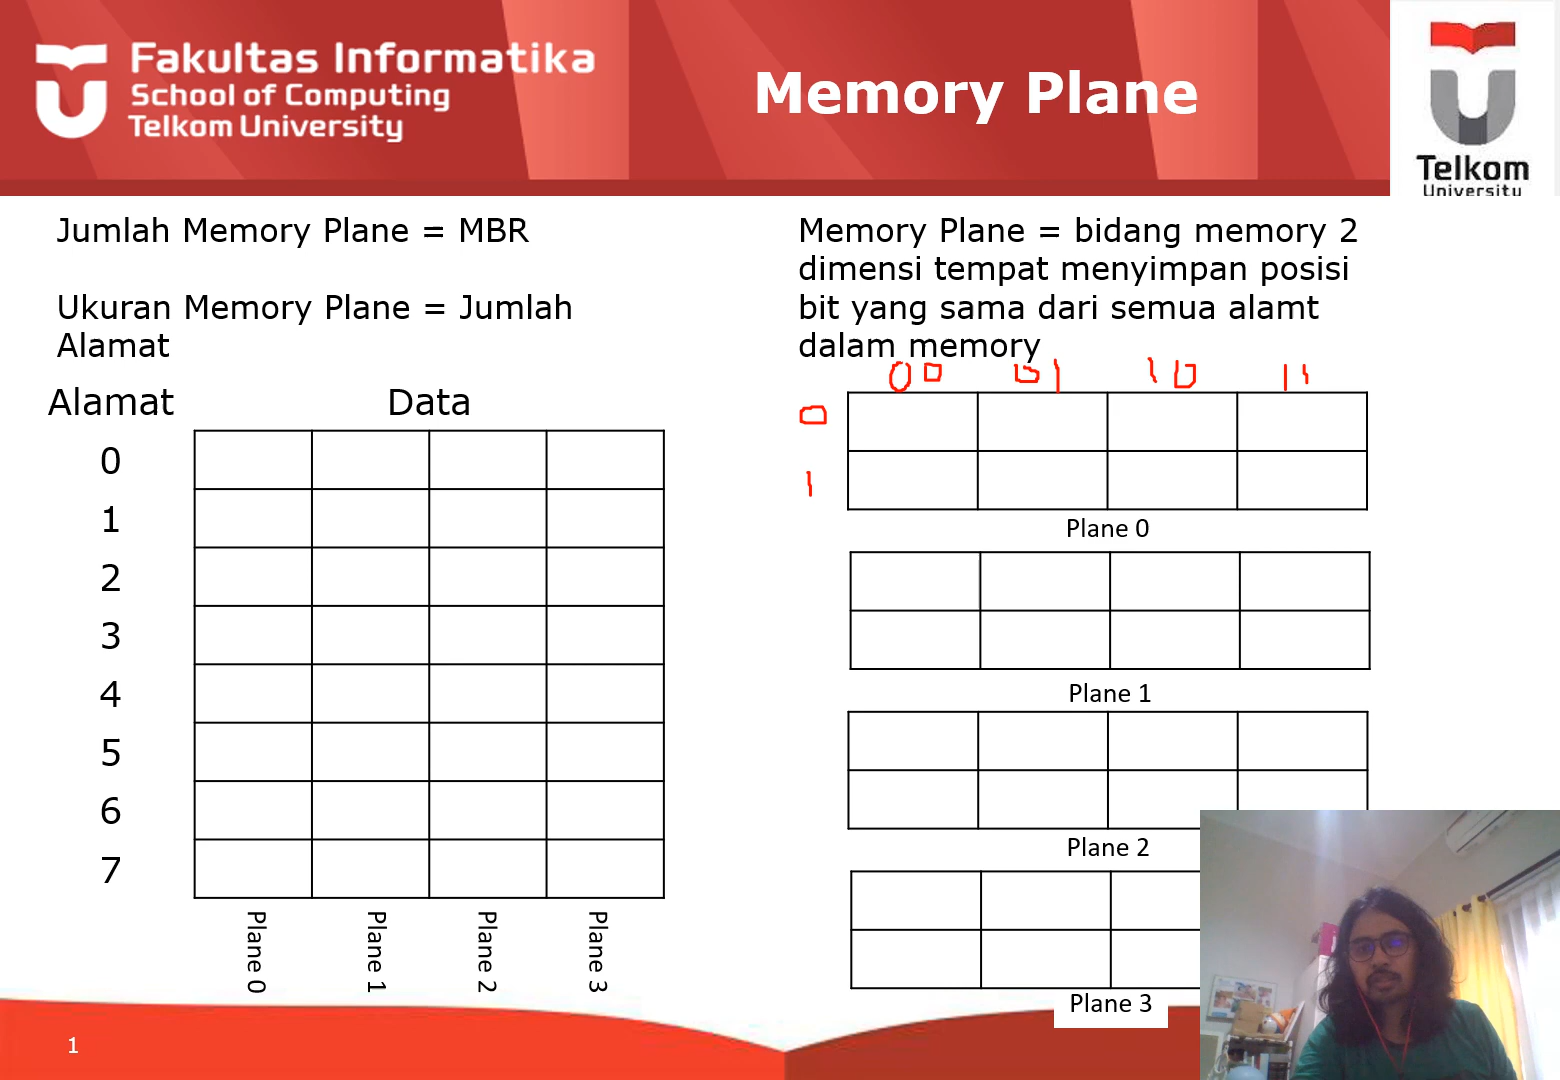 Fakultas Informatika
School of Computing
Telkom University
Memory Plane
Telkom
University
Jumlah Memory Plane = MBR
Ukuran Memory Plane = Jumlah
Alamat
Memory Plane = bidang memory 2
dimensi tempat menyimpan posisi
bit yang sama dari semua alamt
dalam memory
Alamat Data
0
1
2
3
4
5
6
7
Plane 0
Plane 1
Plane 2
Plane 3
00 01 10 11
0
1
Plane 0
Plane 1
Plane 2
Plane 3
1